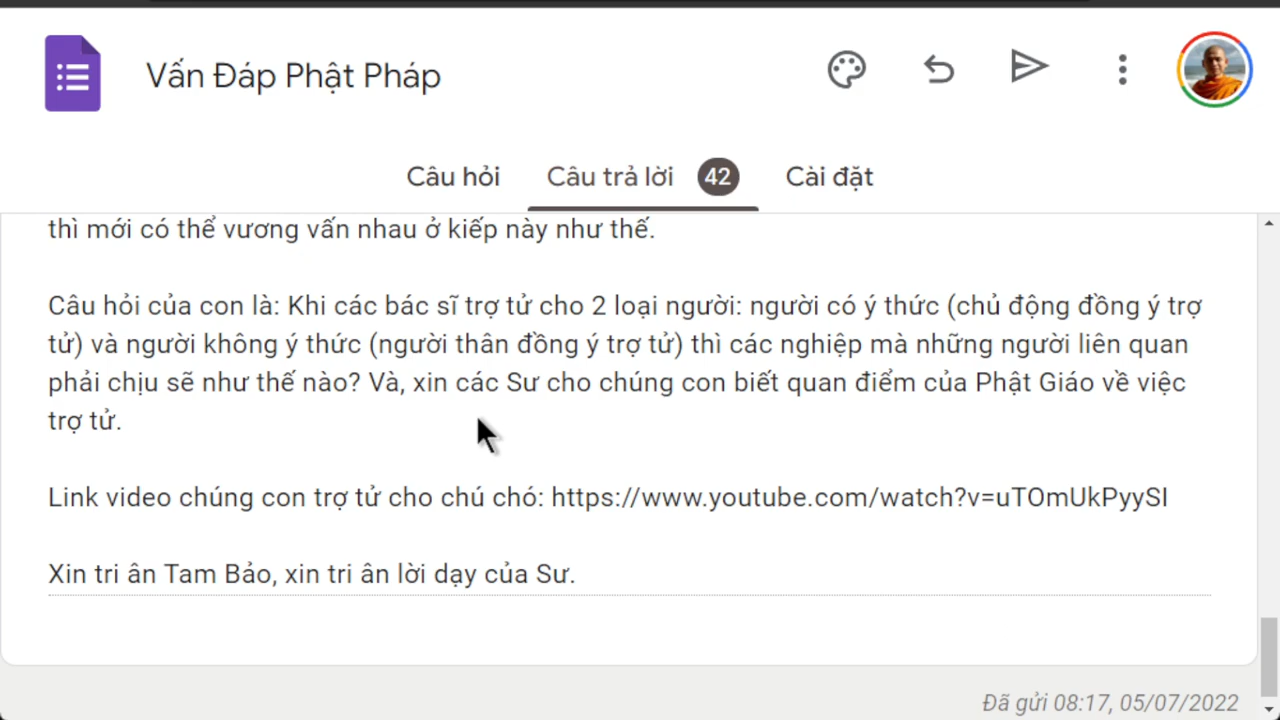 Vấn Đáp Phật Pháp
Câu hỏi
Câu trả lời
42
Cài đặt
thì mới có thể vương vấn nhau ở kiếp này như thế.
Câu hỏi của con là: Khi các bác sĩ trợ tử cho 2 loại người: người có ý thức (chủ động đồng ý trợ
tử) và người không ý thức (người thân đồng ý trợ tử) thì các nghiệp mà những người liên quan
phải chịu sẽ như thế nào? Và, xin các Sư cho chúng con biết quan điểm của Phật Giáo về việc
trợ tử.
Link video chúng con trợ tử cho chú chó: https://www.youtube.com/watch?v=uTOmUkPyySI
Xin tri ân Tam Bảo, xin tri ân lời dạy của Sư.
Đã gửi 08:17, 05/07/2022